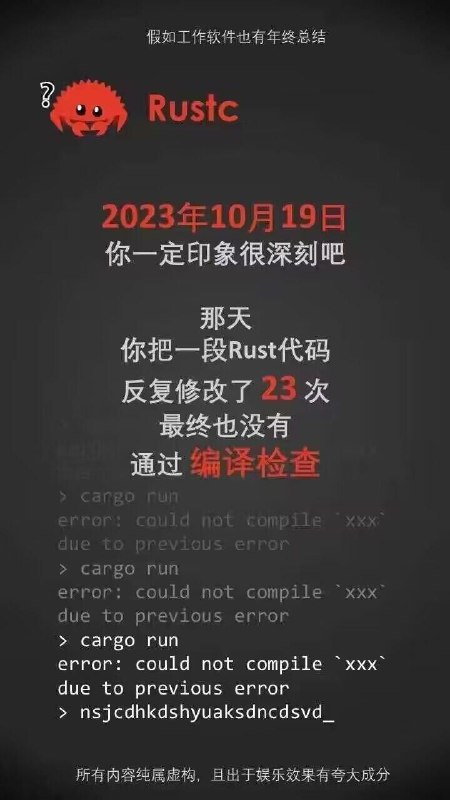 假如工作软件也有年终总结
?
Rustc
2023年10月19日
你一定印象很深刻吧
那天
你把一段Rust代码
反复修改了 23 次
最终也没有
通过 编译检查
> cargo run
error: could not compile `xxx`
due to previous error
> cargo run
error: could not compile `xxx`
due to previous error
> cargo run
error: could not compile `xxx`
due to previous error
> nsjcdhkdshyuaksdncdsvd_
所有内容纯属虚构，且出于娱乐效果有夸大成分